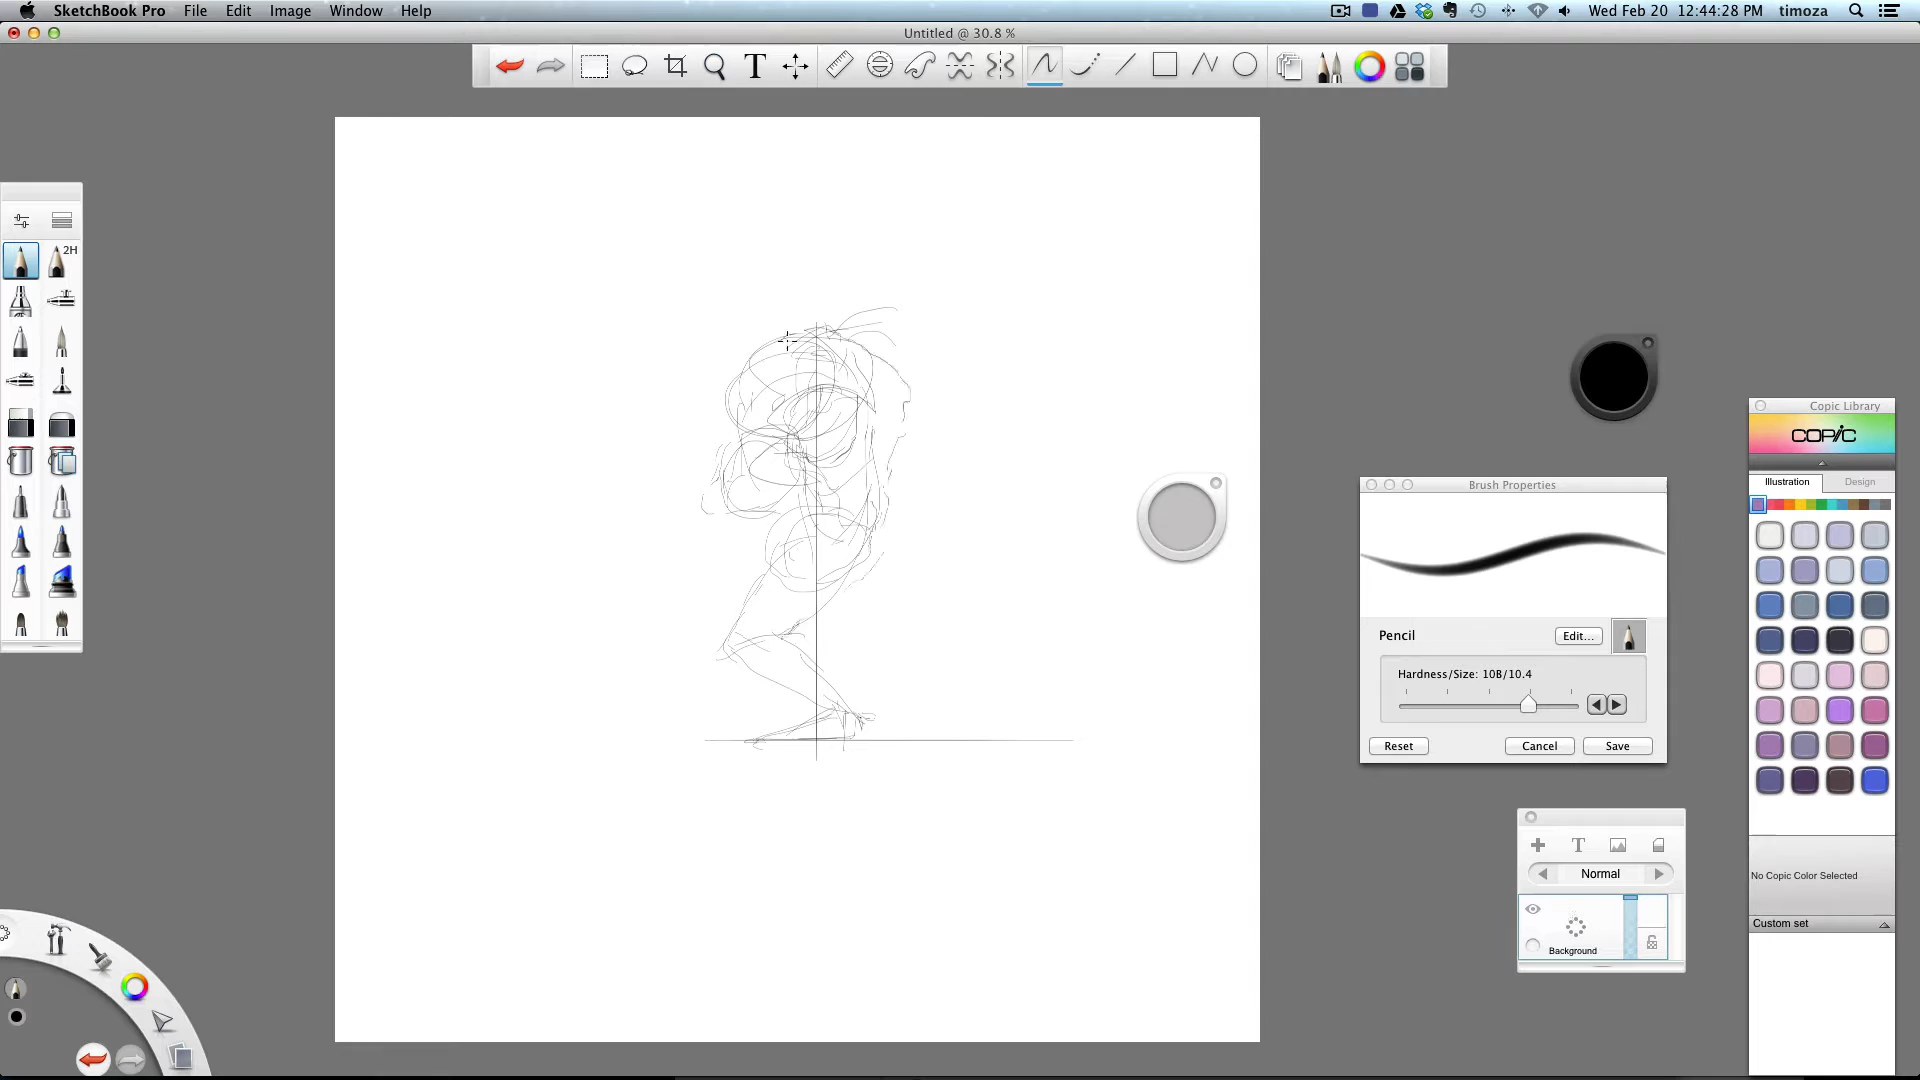 SketchBook Pro File Edit Image Window Help
Wed Feb 20 12:44:28 PM timoza
Untitled @ 30.8 %
T
2H
Copic Library
COPIC
Illustration Design
Brush Properties
Pencil Edit...
Hardness/Size: 10B/10.4
Reset Cancel Save
T
Normal
Background
No Copic Color Selected
Custom set